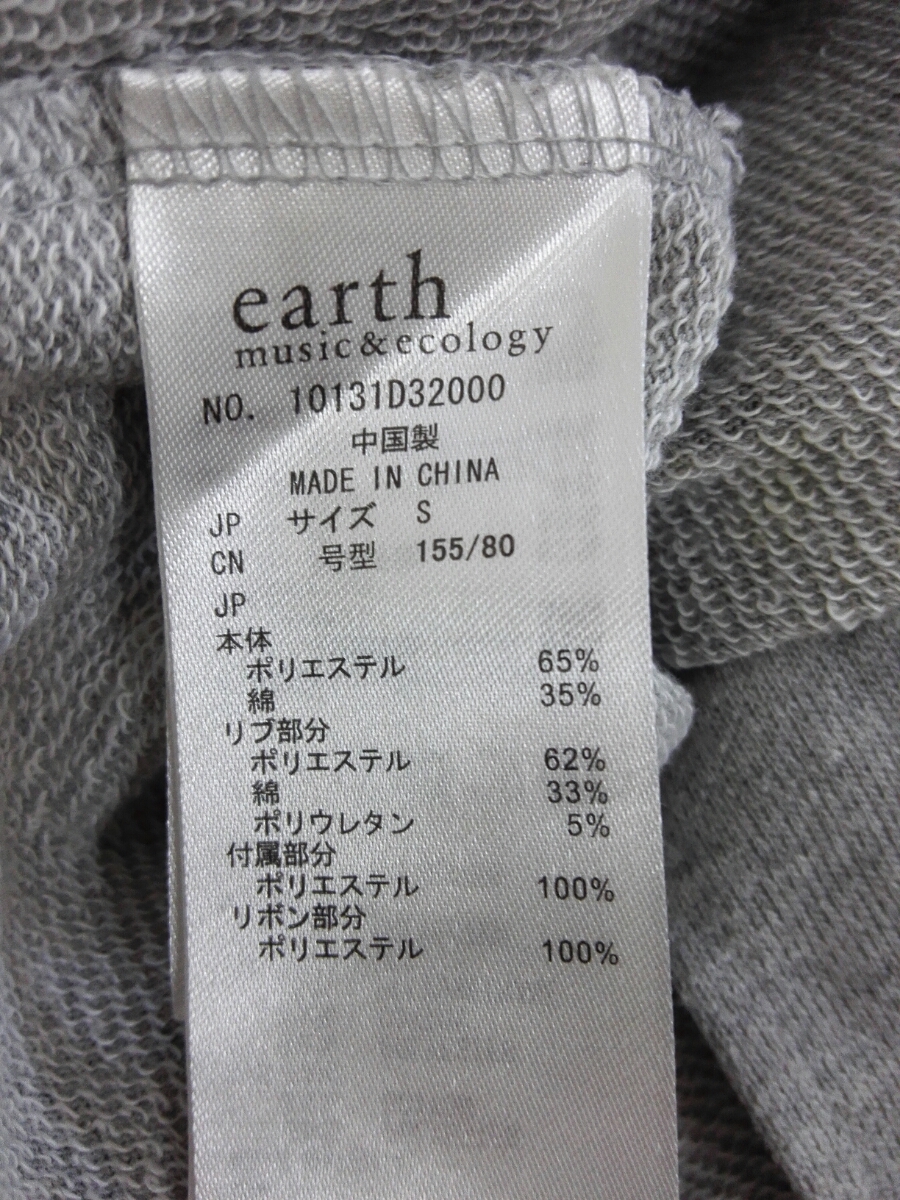 earth
music&ecology
NO. 10131D32000
中国製
MADE IN CHINA
JP サイズ S
CN 号型 155/80
JP
本体
ポリエステル 65%
綿 35%
リブ部分
ポリエステル 62%
綿 33%
ポリウレタン 5%
付属部分
ポリエステル 100%
リボン部分
ポリエステル 100%